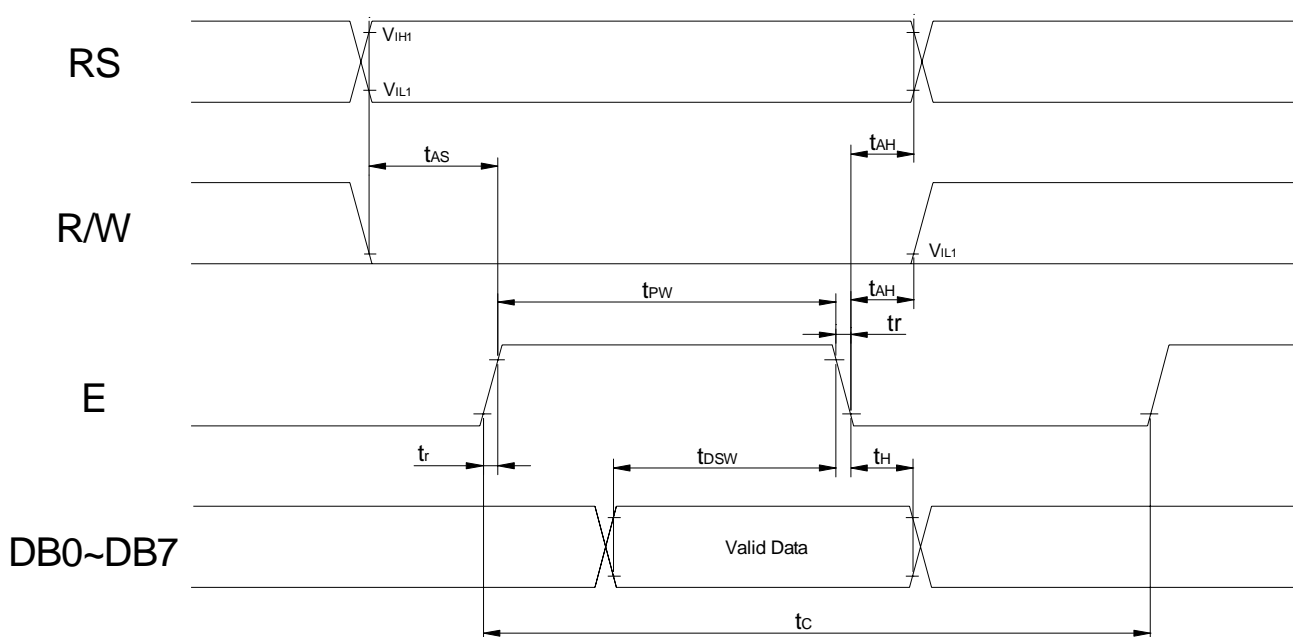 RS
VIH1
VIL1
tAS
tAH
R/W
VIL1
tPW
tAH
tr
E
tr
tDSW
tH
DB0~DB7
Valid Data
tC